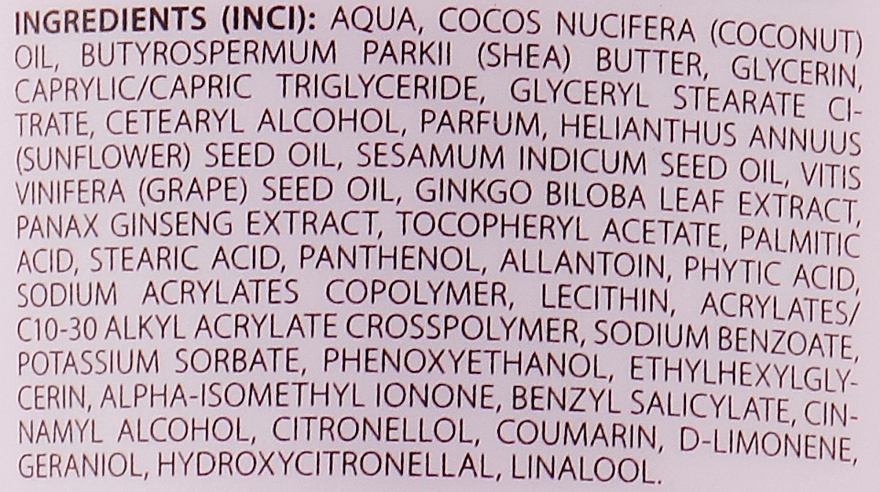 INGREDIENTS (INCI): AQUA, COCOS NUCIFERA (COCONUT)
OIL, BUTYROSPERMUM PARKII (SHEA) BUTTER, GLYCERIN,
CAPRYLIC/CAPRIC TRIGLYCERIDE, GLYCERYL STEARATE CI-
TRATE, CETEARYL ALCOHOL, PARFUM, HELIANTHUS ANNUUS
(SUNFLOWER) SEED OIL, SESAMUM INDICUM SEED OIL, VITIS
VINIFERA (GRAPE) SEED OIL, GINKGO BILOBA LEAF EXTRACT,
PANAX GINSENG EXTRACT, TOCOPHERYL ACETATE, PALMITIC
ACID, STEARIC ACID, PANTHENOL, ALLANTOIN, PHYTIC ACID,
SODIUM ACRYLATES COPOLYMER, LECITHIN, ACRYLATES/
C10-30 ALKYL ACRYLATE CROSSPOLYMER, SODIUM BENZOATE,
POTASSIUM SORBATE, PHENOXYETHANOL, ETHYLHEXYLGLY-
CERIN, ALPHA-ISOMETHYL IONONE, BENZYL SALICYLATE, CIN-
NAMYL ALCOHOL, CITRONELLOL, COUMARIN, D-LIMONENE,
GERANIOL, HYDROXYCITRONELLAL, LINALOOL.